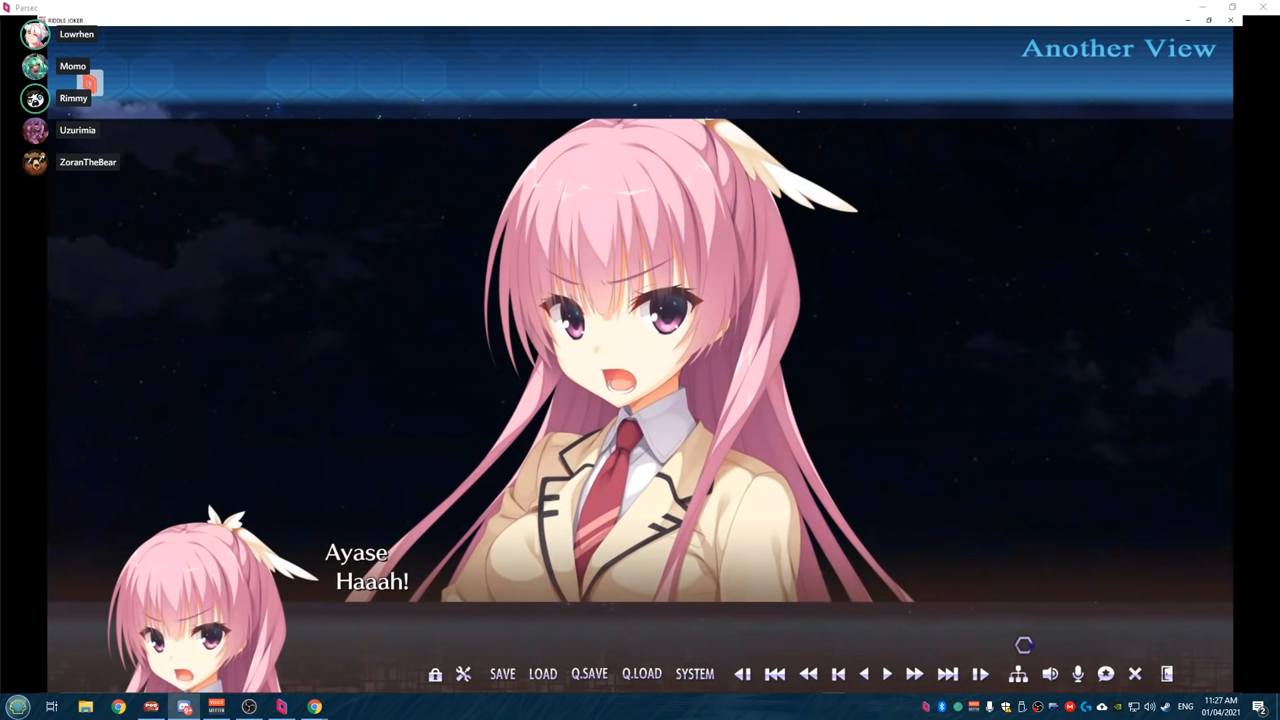 Parsec
RIDDLE JOKER
Lowrhen
Momo
Rimmy
Uzurimia
ZoranTheBear
Another View
Ayase
Haaah!
SAVE LOAD Q.SAVE Q.LOAD SYSTEM
ENG
11:27 AM
01/04/2021